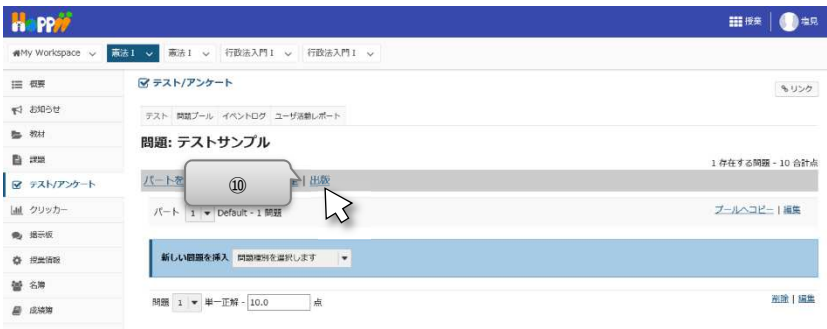 HoppII
授業 塩見
My Workspace 憲法Ⅰ 憲法Ⅰ 行政法入門Ⅰ 行政法入門Ⅰ
概要
お知らせ
教材
課題
テスト/アンケート
クリッカー
掲示板
授業情報
名簿
成績簿
テスト/アンケート
リンク
テスト 問題プール イベントログ ユーザ活動レポート
問題: テストサンプル
1 存在する問題 - 10 合計点
パートを | 出版
⑩
パート 1 Default - 1 問題 プールへコピー | 編集
新しい問題を挿入 問題種別を選択します
問題 1 単一正解 - 10.0 点 削除 | 編集